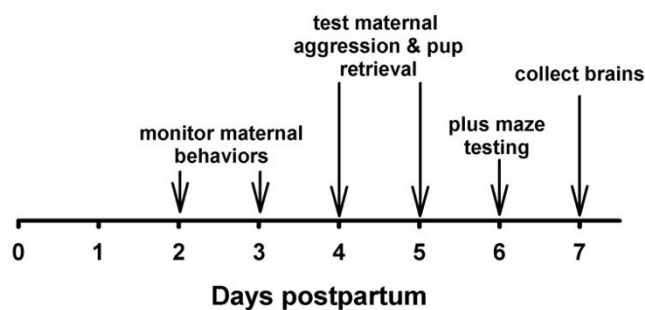 test maternal
aggression & pup
retrieval
collect brains
monitor maternal
behaviors
plus maze
testing
0 1 2 3 4 5 6 7
Days postpartum